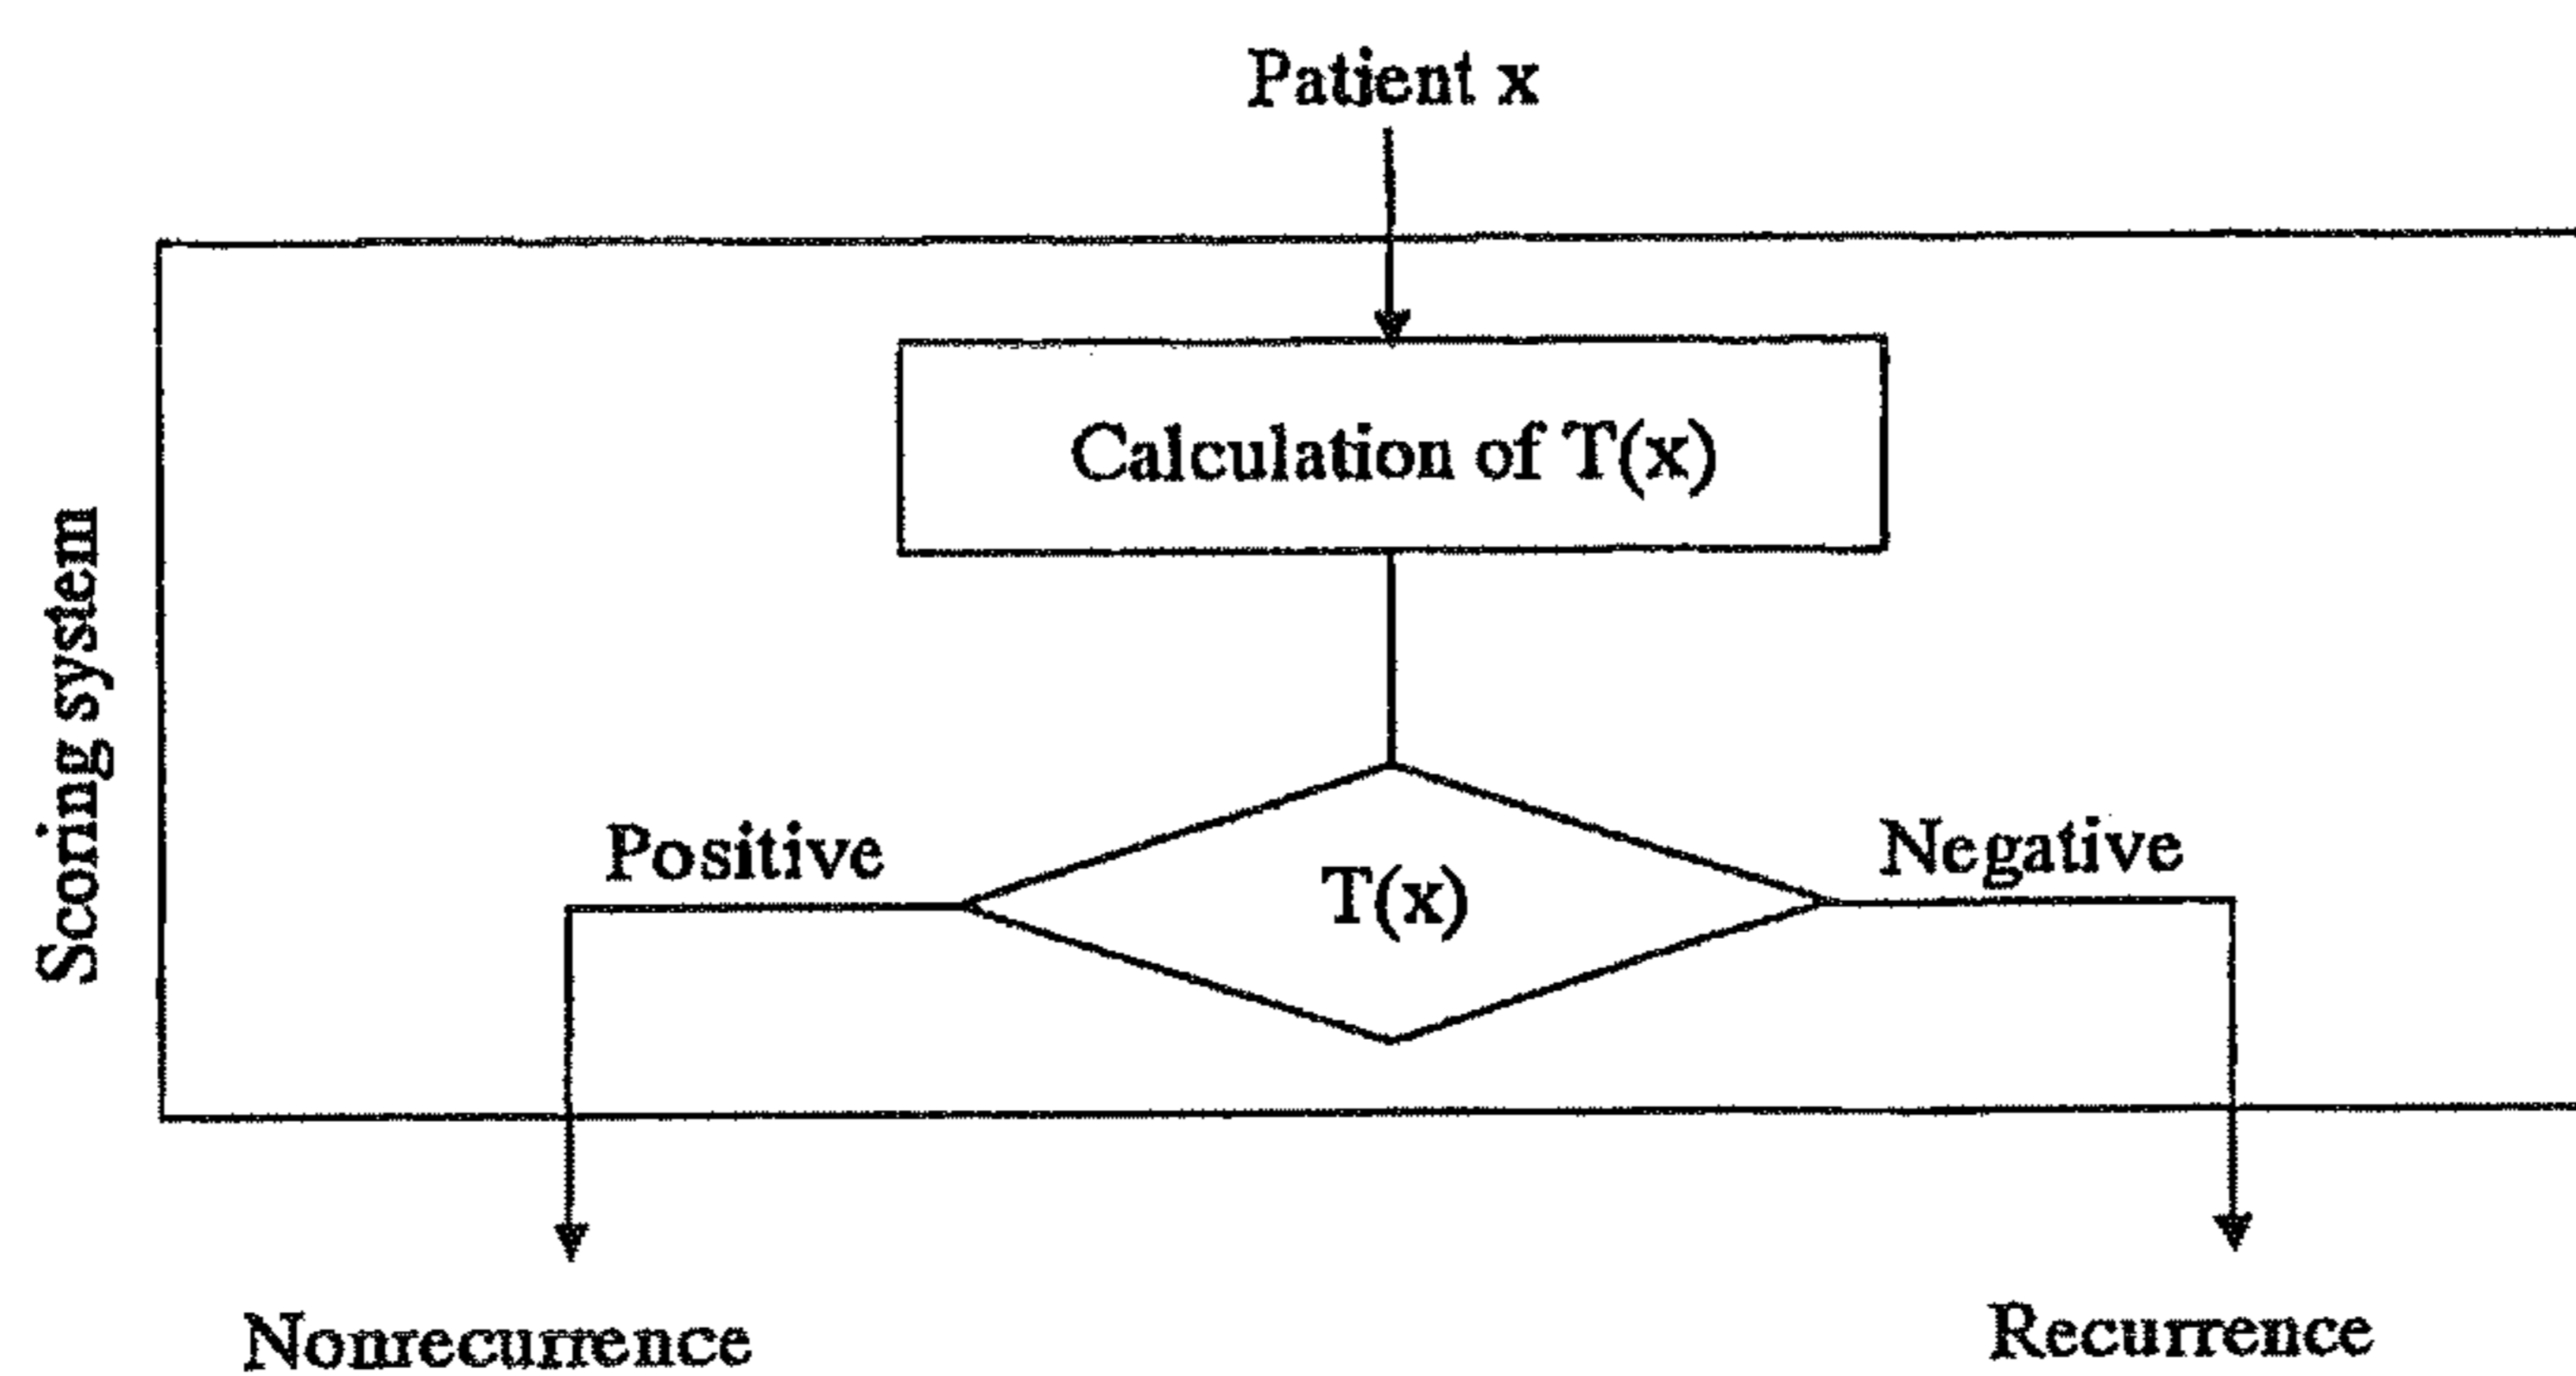 Patient x
Calculation of T(x)
Scoring system
Positive
T(x)
Negative
Nonrecurrence
Recurrence